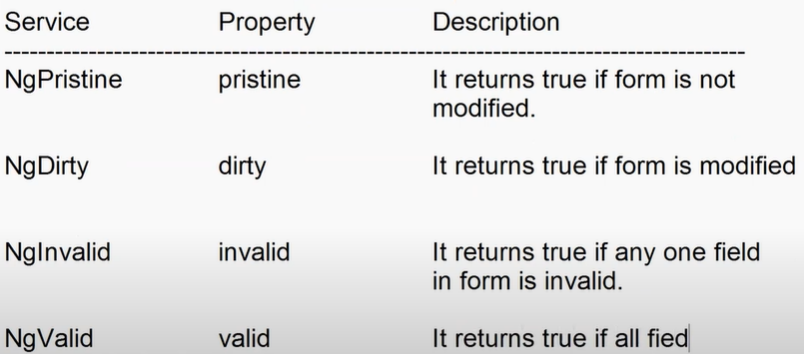 Service Property Description
--------------------------------------------------------------------------------------------
NgPristine pristine It returns true if form is not
modified.
NgDirty dirty It returns true if form is modified
NgInvalid invalid It returns true if any one field
in form is invalid.
NgValid valid It returns true if all fied